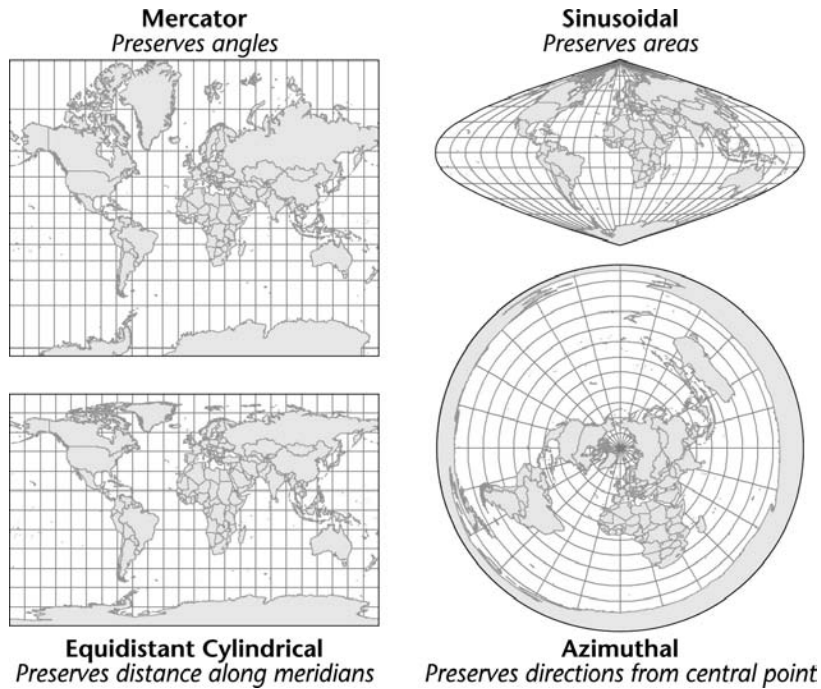 Mercator
Preserves angles
Sinusoidal
Preserves areas
Equidistant Cylindrical
Preserves distance along meridians
Azimuthal
Preserves directions from central point